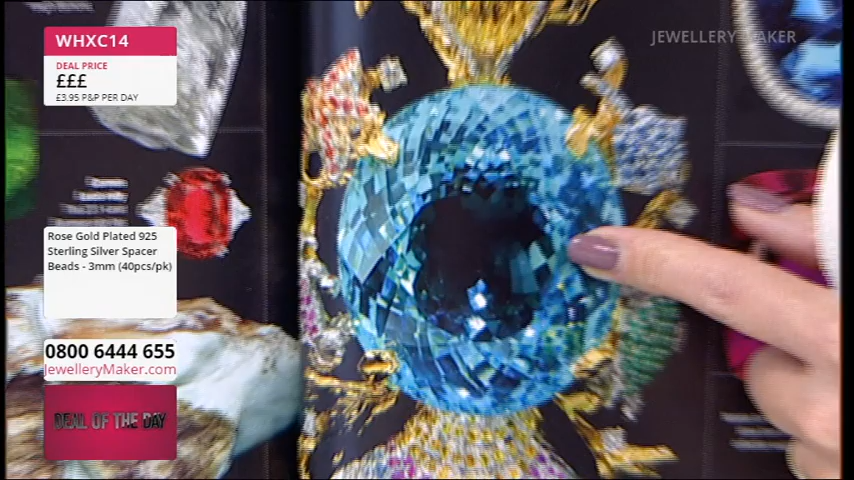 WHXC14
DEAL PRICE
£££
£3.95 P&P PER DAY
JEWELLERY MAKER
Rose Gold Plated 925
Sterling Silver Spacer
Beads - 3mm (40pcs/pk)
0800 6444 655
JewelleryMaker.com
DEAL OF THE DAY